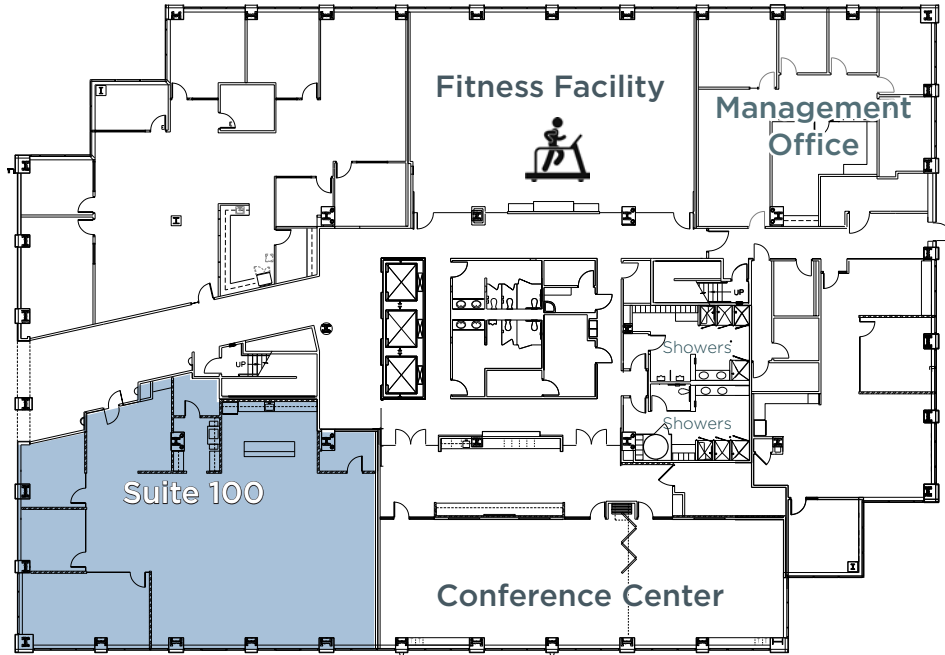 Fitness Facility
Management
Office
UP
Showers
UP
Showers
Suite 100
Conference Center